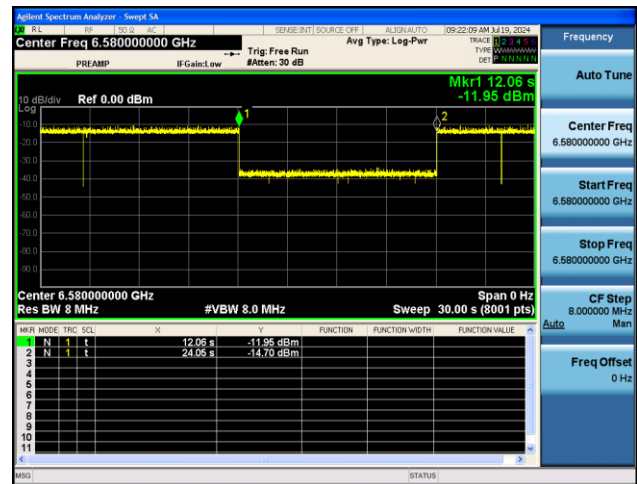 Agilent Spectrum Analyzer - Swept SA
RL RF 50 Ω AC SENSE:INT SOURCE OFF ALIGNAUTO 09:22:09 AM Jul 19, 2024
Center Freq 6.580000000 GHz
PREAMP IFGain:Low
Trig: Free Run
#Atten: 30 dB
Avg Type: Log-Pwr
TRACE 1 2 3 4 5 6
TYPE
DET P N N N N N
Mkr1 12.06 s
-11.95 dBm
10 dB/div Ref 0.00 dBm
Log
1
2
-10.0
-20.0
-30.0
-40.0
-50.0
-60.0
-70.0
-80.0
-90.0
Center 6.580000000 GHz Span 0 Hz
Res BW 8 MHz #VBW 8.0 MHz Sweep 30.00 s (8001 pts)
MKR MODE TRC SCL X Y FUNCTION FUNCTION WIDTH FUNCTION VALUE
1 N 1 t 12.06 s -11.95 dBm
2 N 1 t 24.05 s -14.70 dBm
3
4
5
6
7
8
9
10
11
MSG STATUS
Frequency
Auto Tune
Center Freq
6.580000000 GHz
Start Freq
6.580000000 GHz
Stop Freq
6.580000000 GHz
CF Step
8.000000 MHz
Auto Man
Freq Offset
0 Hz